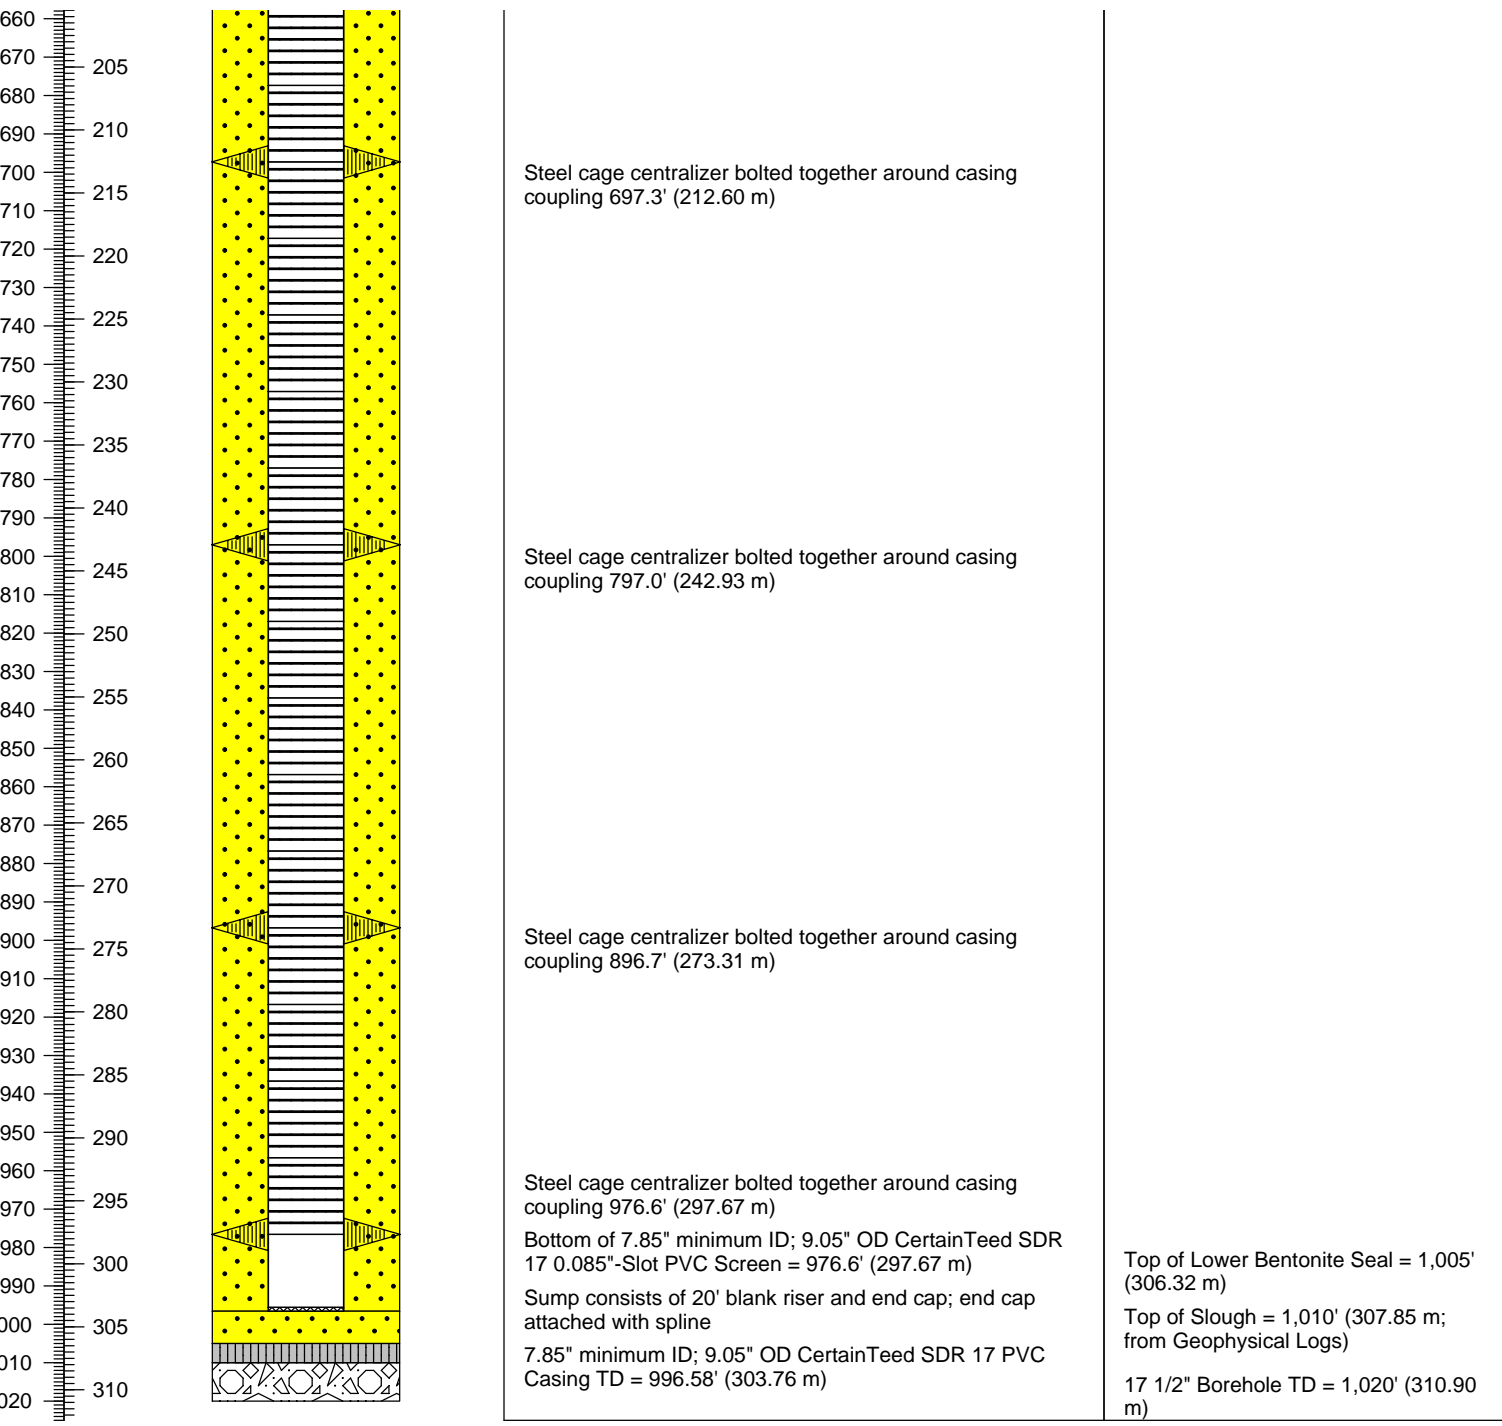 660
670
680
690
700
710
720
730
740
750
760
770
780
790
800
810
820
830
840
850
860
870
880
890
900
910
920
930
940
950
960
970
980
990
000
010
020
205
210
215
220
225
230
235
240
245
250
255
260
265
270
275
280
285
290
295
300
305
310
Steel cage centralizer bolted together around casing
coupling 697.3' (212.60 m)
Steel cage centralizer bolted together around casing
coupling 797.0' (242.93 m)
Steel cage centralizer bolted together around casing
coupling 896.7' (273.31 m)
Steel cage centralizer bolted together around casing
coupling 976.6' (297.67 m)
Bottom of 7.85" minimum ID; 9.05" OD CertainTeed SDR
17 0.085"-Slot PVC Screen = 976.6' (297.67 m)
Sump consists of 20' blank riser and end cap; end cap
attached with spline
7.85" minimum ID; 9.05" OD CertainTeed SDR 17 PVC
Casing TD = 996.58' (303.76 m)
Top of Lower Bentonite Seal = 1,005'
(306.32 m)
Top of Slough = 1,010' (307.85 m;
from Geophysical Logs)
17 1/2" Borehole TD = 1,020' (310.90
m)